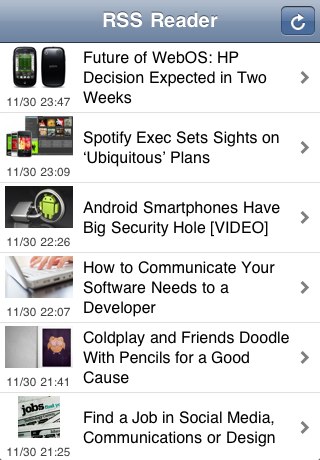 RSS Reader
Future of WebOS: HP
Decision Expected in Two
Weeks
11/30 23:47
Spotify Exec Sets Sights on
‘Ubiquitous’ Plans
11/30 23:09
Android Smartphones Have
Big Security Hole [VIDEO]
11/30 22:26
How to Communicate Your
Software Needs to a
Developer
11/30 22:07
Coldplay and Friends Doodle
With Pencils for a Good
Cause
11/30 21:41
jobs
Find a Job in Social Media,
Communications or Design
11/30 21:25